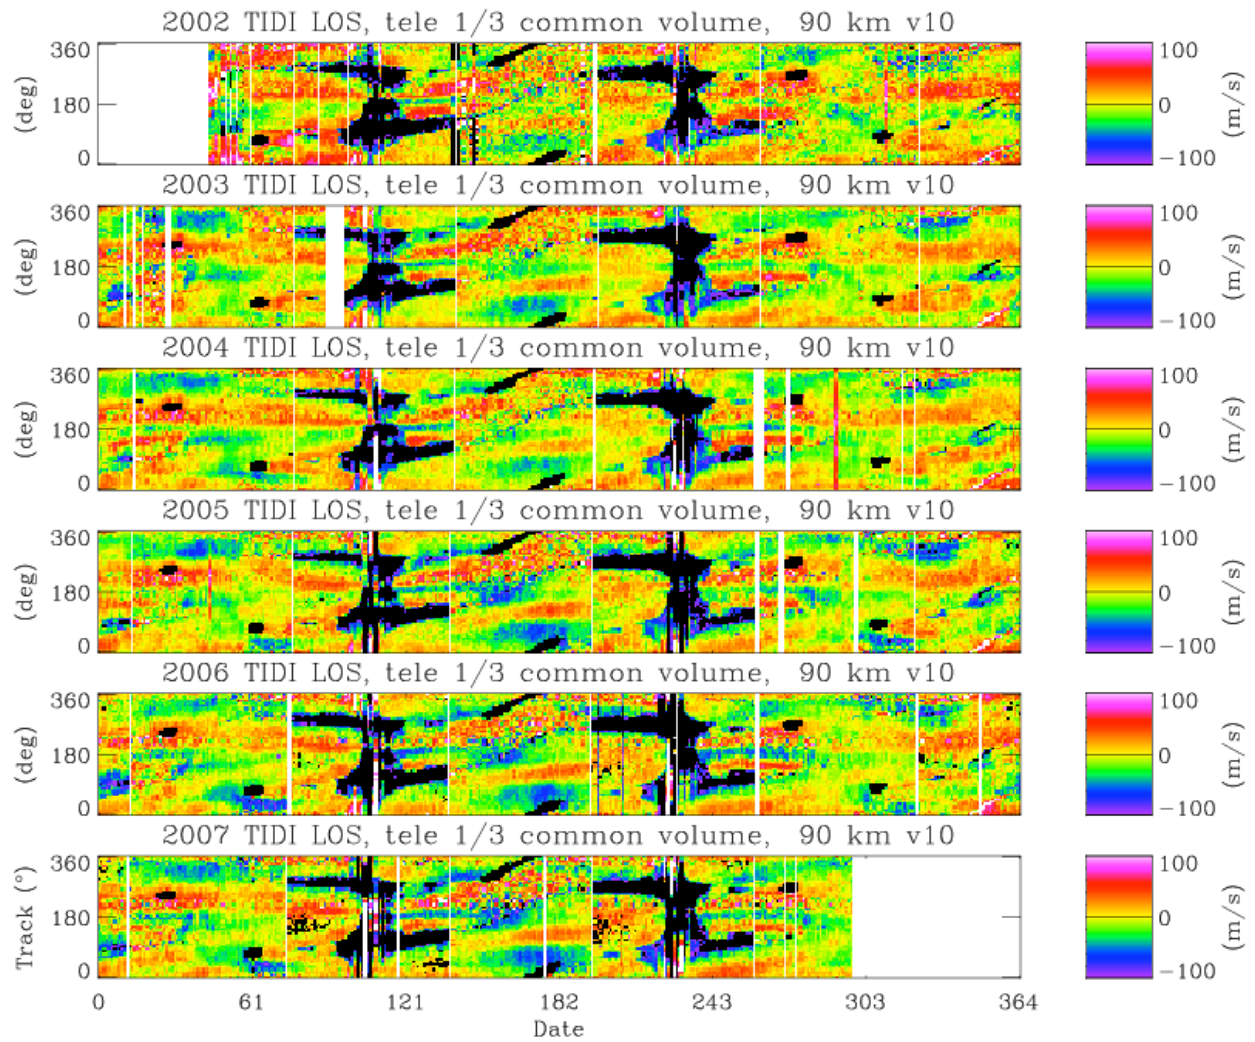 2002 TIDI LOS, tele 1/3 common volume, 90 km v10
360
180
0
(deg)
100
0
−100
(m/s)
2003 TIDI LOS, tele 1/3 common volume, 90 km v10
360
180
0
(deg)
100
0
−100
(m/s)
2004 TIDI LOS, tele 1/3 common volume, 90 km v10
360
180
0
(deg)
100
0
−100
(m/s)
2005 TIDI LOS, tele 1/3 common volume, 90 km v10
360
180
0
(deg)
100
0
−100
(m/s)
2006 TIDI LOS, tele 1/3 common volume, 90 km v10
360
180
0
(deg)
100
0
−100
(m/s)
2007 TIDI LOS, tele 1/3 common volume, 90 km v10
360
180
0
Track (°)
100
0
−100
(m/s)
0 61 121 182 243 303 364
Date